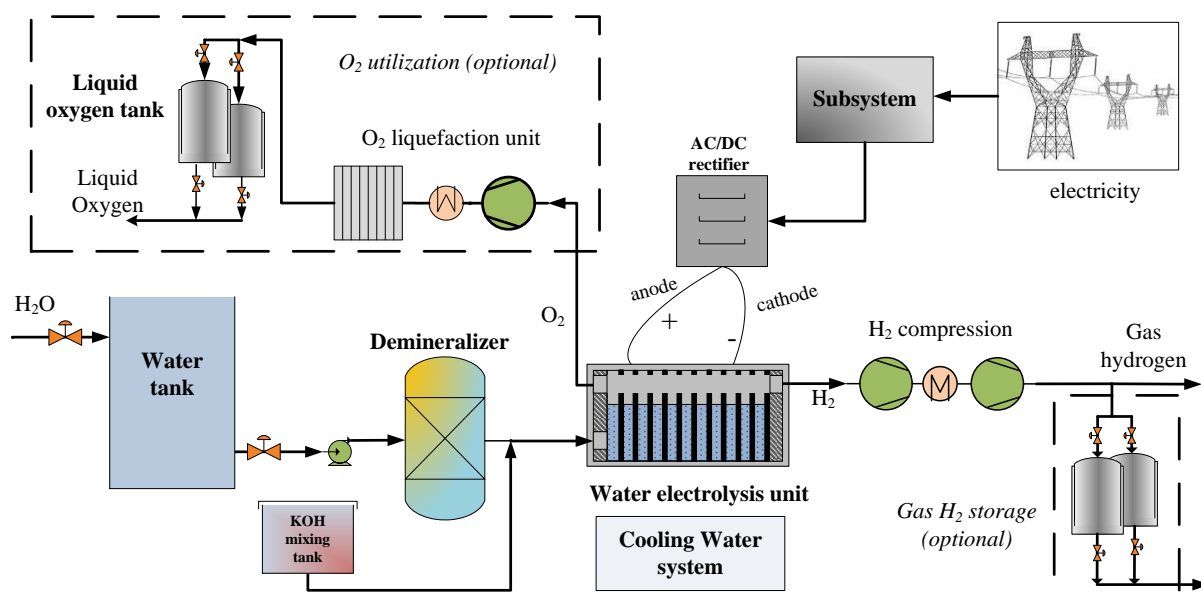 O₂ utilization (optional)
Liquid
oxygen tank
O₂ liquefaction unit
Liquid
Oxygen
Subsystem
electricity
AC/DC
rectifier
anode
cathode
+
-
H₂O
Water
tank
Demineralizer
O₂
H₂
H₂ compression
Gas
hydrogen
Water electrolysis unit
KOH
mixing
tank
Cooling Water
system
Gas H₂ storage
(optional)